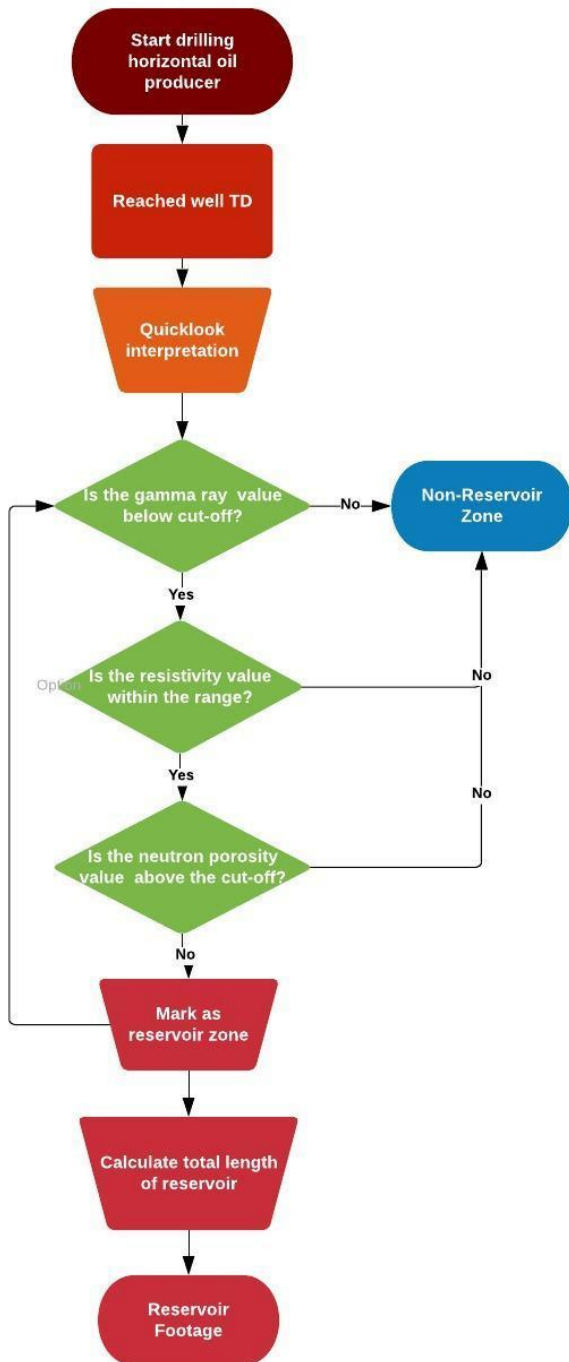 Start drilling
horizontal oil
producer
Reached well TD
Quicklook
interpretation
Is the gamma ray value
below cut-off?
No
Non-Reservoir
Zone
Yes
Option
Is the resistivity value
within the range?
No
Yes
No
Is the neutron porosity
value above the cut-off?
No
Mark as
reservoir zone
Calculate total length
of reservoir
Reservoir
Footage